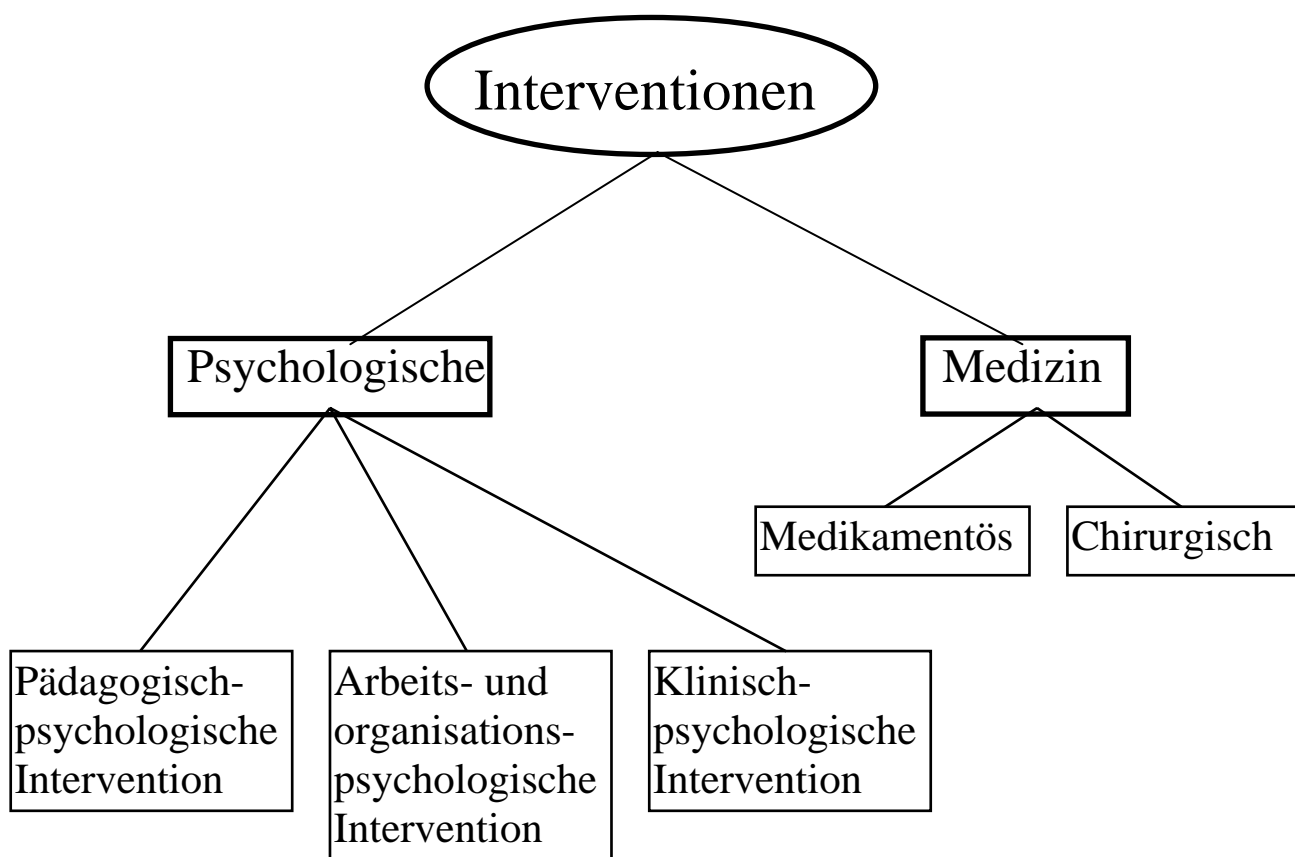 Interventionen
Psychologische
Medizin
Medikamentös
Chirurgisch
Pädagogisch-
psychologische
Intervention
Arbeits- und
organisations-
psychologische
Intervention
Klinisch-
psychologische
Intervention